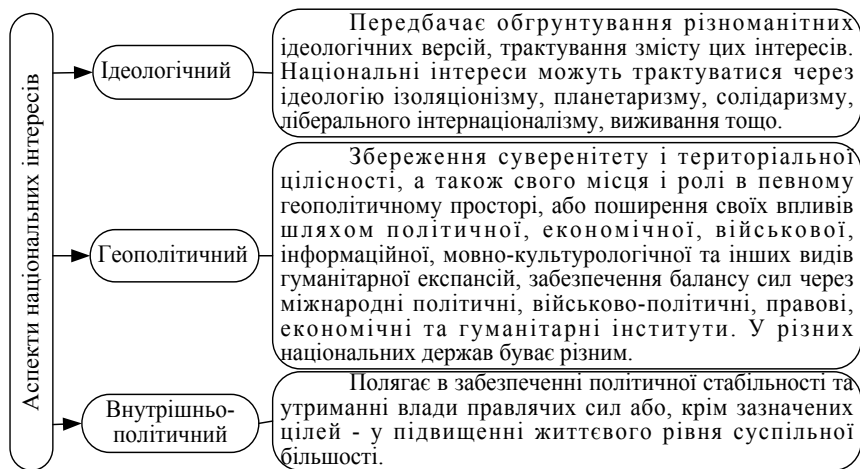 Аспекти національних інтересів
Ідеологічний
Передбачає обгрунтування різноманітних
ідеологічних версій, трактування змісту цих інтересів.
Національні інтереси можуть трактуватися через
ідеологію ізоляціонізму, планетаризму, солідаризму,
ліберального інтернаціоналізму, виживання тощо.
Геополітичний
Збереження суверенітету і територіальної
цілісності, а також свого місця і ролі в певному
геополітичному просторі, або поширення своїх впливів
шляхом політичної, економічної, військової,
інформаційної, мовно-культурологічної та інших видів
гуманітарної експансій, забезпечення балансу сил через
міжнародні політичні, військово-політичні, правові,
економічні та гуманітарні інститути. У різних
національних держав буває різним.
Внутрішньо-
політичний
Полягає в забезпеченні політичної стабільності та
утриманні влади правлячих сил або, крім зазначених
цілей - у підвищенні життєвого рівня суспільної
більшості.